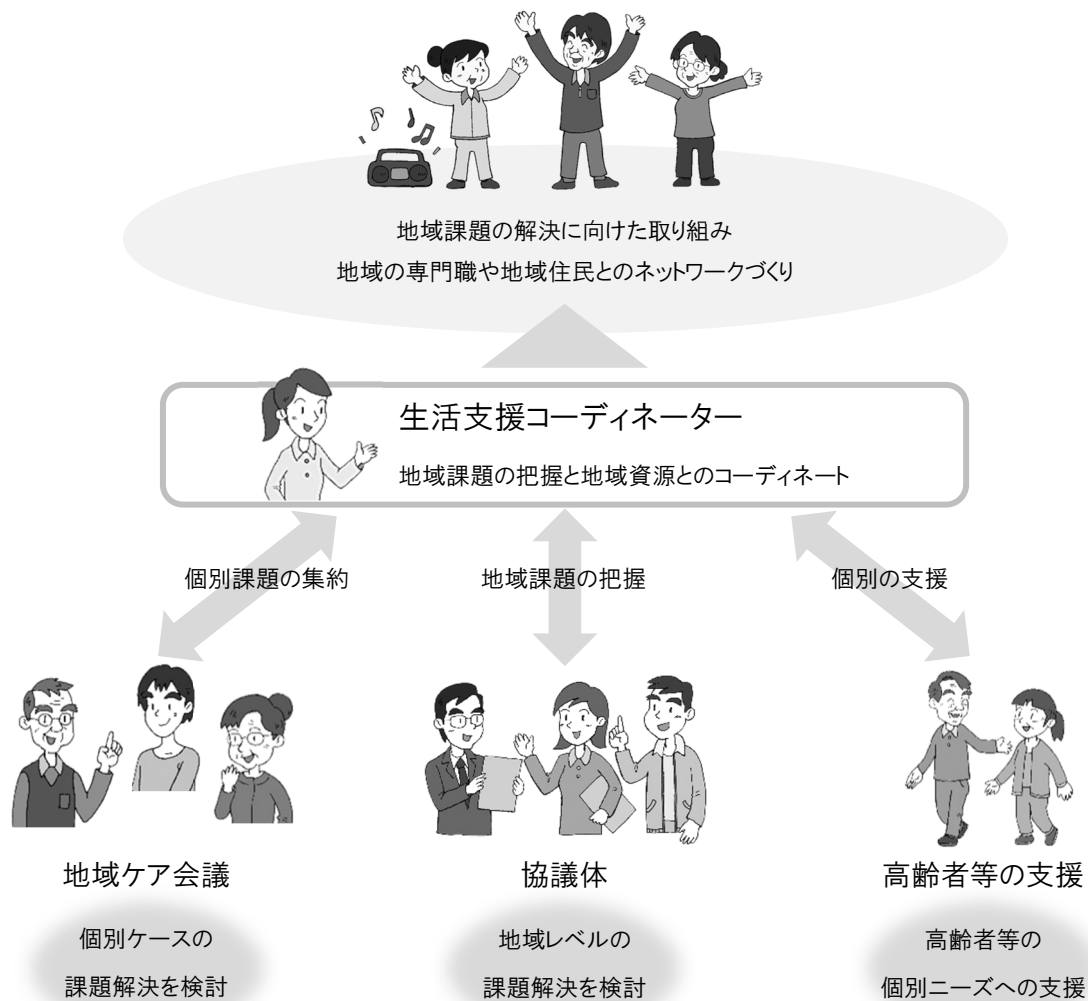 地域課題の解決に向けた取り組み
地域の専門職や地域住民とのネットワークづくり
生活支援コーディネーター
地域課題の把握と地域資源とのコーディネート
個別課題の集約
地域課題の把握
個別の支援
地域ケア会議
協議体
高齢者等の支援
個別ケースの
課題解決を検討
地域レベルの
課題解決を検討
高齢者等の
個別ニーズへの支援